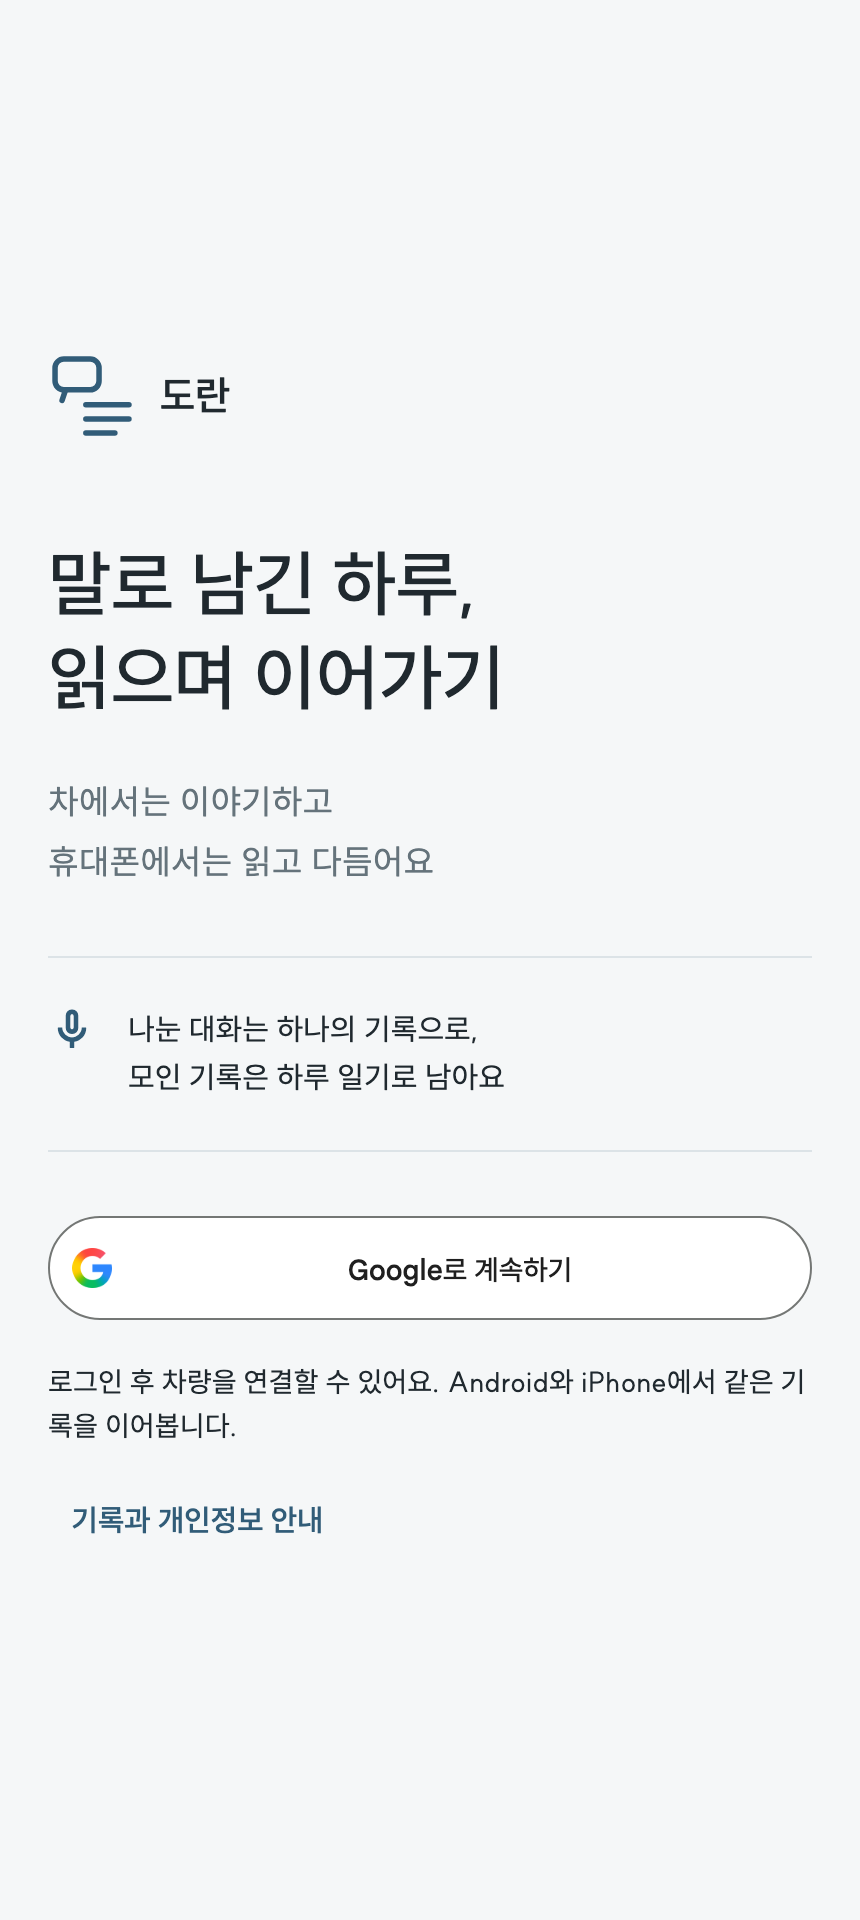 도란
말로 남긴 하루,
읽으며 이어가기
차에서는 이야기하고
휴대폰에서는 읽고 다듬어요
나눈 대화는 하나의 기록으로,
모인 기록은 하루 일기로 남아요
Google로 계속하기
로그인 후 차량을 연결할 수 있어요. Android와 iPhone에서 같은 기
록을 이어봅니다.
기록과 개인정보 안내